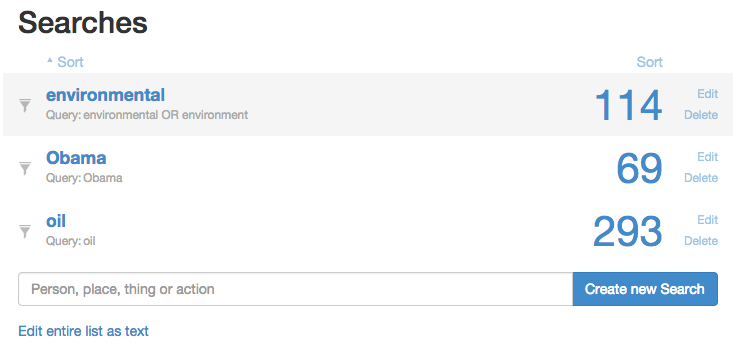 Searches
Sort Sort
environmental 114 Edit
Query: environmental OR environment Delete
Obama 69 Edit
Query: Obama Delete
oil 293 Edit
Query: oil Delete
Person, place, thing or action Create new Search
Edit entire list as text